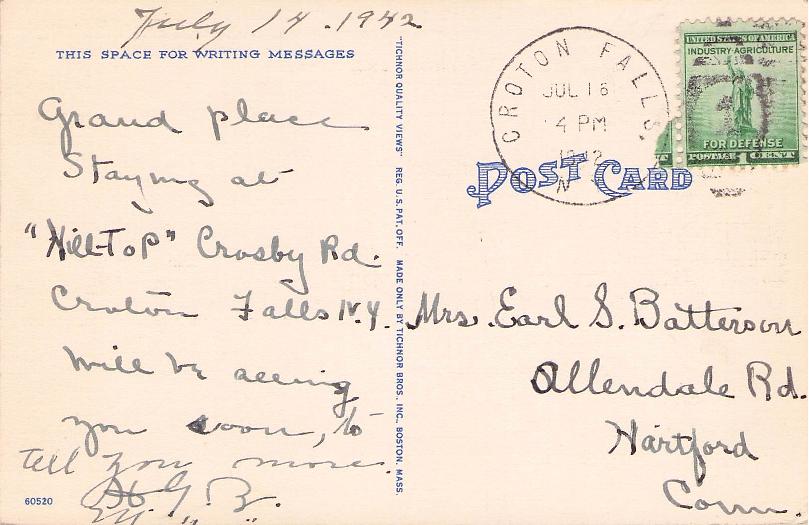 July 14. 1942
THIS SPACE FOR WRITING MESSAGES
Grand place
Staying at
"Hill-Top" Crosby Rd.
Croton Falls N.Y.
Will be seeing
you soon, to
tell you more.
H.G.B.
60520
"TICHNOR QUALITY VIEWS" REG. U.S. PAT. OFF. MADE ONLY BY TICHNOR BROS. INC., BOSTON, MASS.
CROTON FALLS.
JUL 16
4 PM
1942
N
UNITED STATES OF AMERICA
INDUSTRY·AGRICULTURE
FOR DEFENSE
POSTAGE 1 CENT
POST CARD
Mrs. Earl S. Batterson
Allendale Rd.
Hartford
Conn.